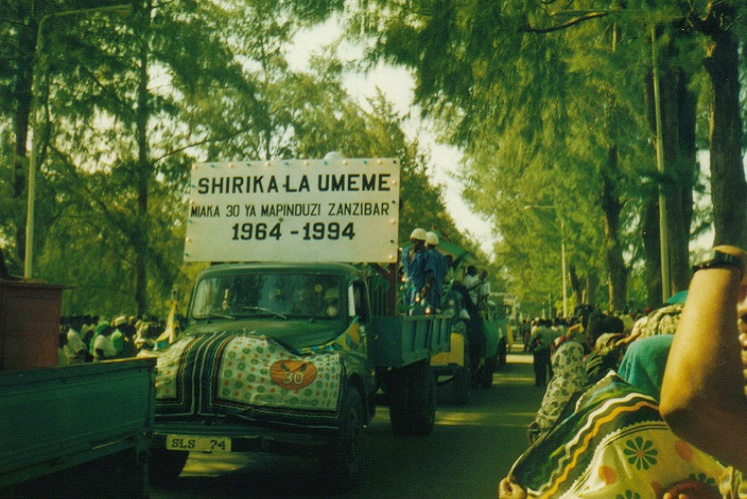 SHIRIKA LA UMEME
MIAKA 30 YA MAPINDUZI ZANZIBAR
1964 - 1994
30
SLS 74